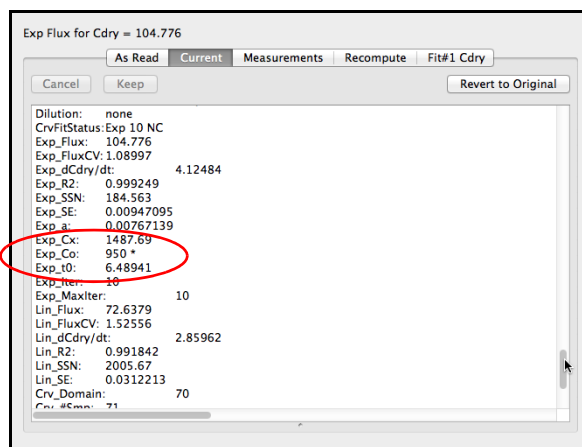 Exp Flux for Cdry = 104.776
As Read Current Measurements Recompute Fit#1 Cdry
Cancel Keep Revert to Original
Dilution: none
CrvFitStatus: Exp 10 NC
Exp_Flux: 104.776
Exp_FluxCV: 1.08997
Exp_dCdry/dt: 4.12484
Exp_R2: 0.999249
Exp_SSN: 184.563
Exp_SE: 0.00947095
Exp_a: 0.00767139
Exp_Cx: 1487.69
Exp_Co: 950 *
Exp_t0: 6.48941
Exp_Iter: 10
Exp_MaxIter: 10
Lin_Flux: 72.6379
Lin_FluxCV: 1.52556
Lin_dCdry/dt: 2.85962
Lin_R2: 0.991842
Lin_SSN: 2005.67
Lin_SE: 0.0312213
Crv_Domain: 70
Crv_#Smp: 71